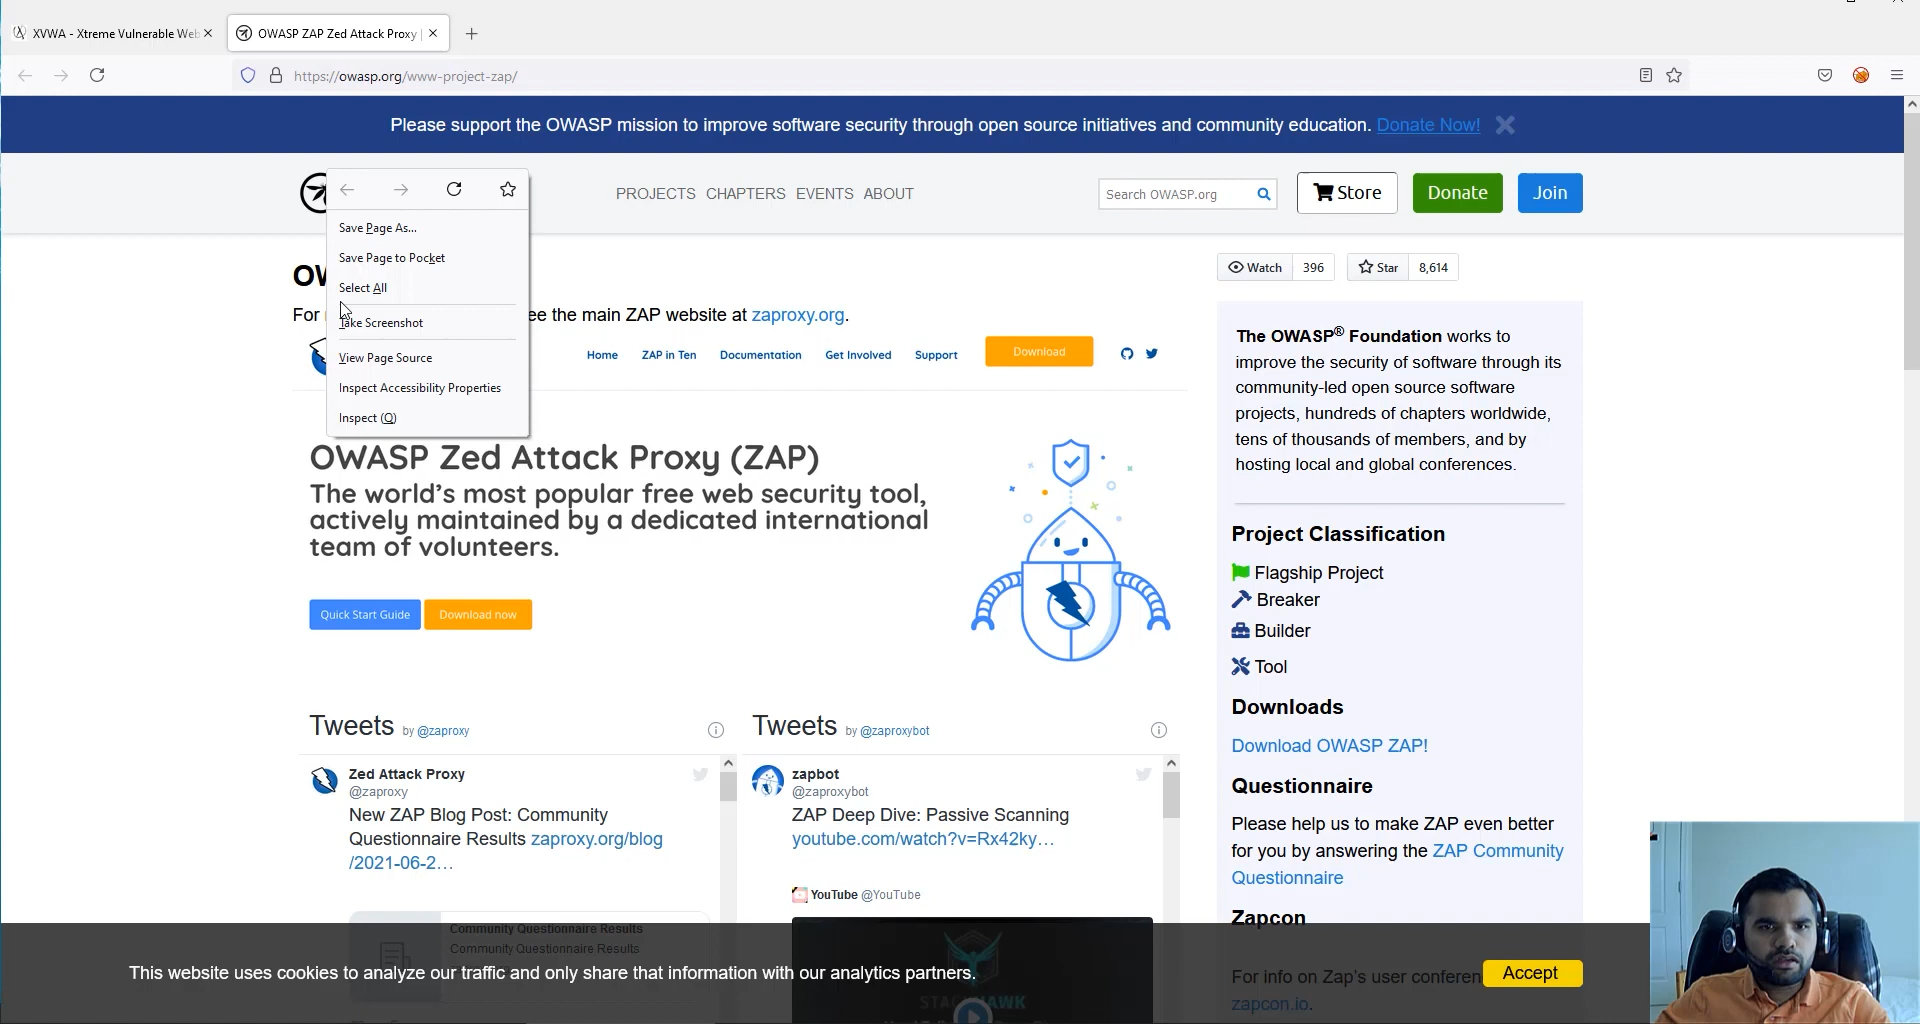 XVWA - Xtreme Vulnerable Web
OWASP ZAP Zed Attack Proxy |
https://owasp.org/www-project-zap/
Please support the OWASP mission to improve software security through open source initiatives and community education. Donate Now!
PROJECTS CHAPTERS EVENTS ABOUT
Search OWASP.org
Store
Donate
Join
Save Page As...
Save Page to Pocket
Select All
Take Screenshot
View Page Source
Inspect Accessibility Properties
Inspect (Q)
Watch 396
Star 8,614
For
ee the main ZAP website at zaproxy.org.
Home ZAP in Ten Documentation Get Involved Support Download
OWASP Zed Attack Proxy (ZAP)
The world's most popular free web security tool,
actively maintained by a dedicated international
team of volunteers.
Quick Start Guide Download now
Tweets by @zaproxy
Zed Attack Proxy
@zaproxy
New ZAP Blog Post: Community
Questionnaire Results zaproxy.org/blog
/2021-06-2…
Community Questionnaire Results
Community Questionnaire Results
Tweets by @zaproxybot
zapbot
@zaproxybot
ZAP Deep Dive: Passive Scanning
youtube.com/watch?v=Rx42ky…
YouTube @YouTube
The OWASP® Foundation works to
improve the security of software through its
community-led open source software
projects, hundreds of chapters worldwide,
tens of thousands of members, and by
hosting local and global conferences.
Project Classification
Flagship Project
Breaker
Builder
Tool
Downloads
Download OWASP ZAP!
Questionnaire
Please help us to make ZAP even better
for you by answering the ZAP Community
Questionnaire
Zapcon
For info on Zap's user conferen
zapcon.io.
This website uses cookies to analyze our traffic and only share that information with our analytics partners.
Accept